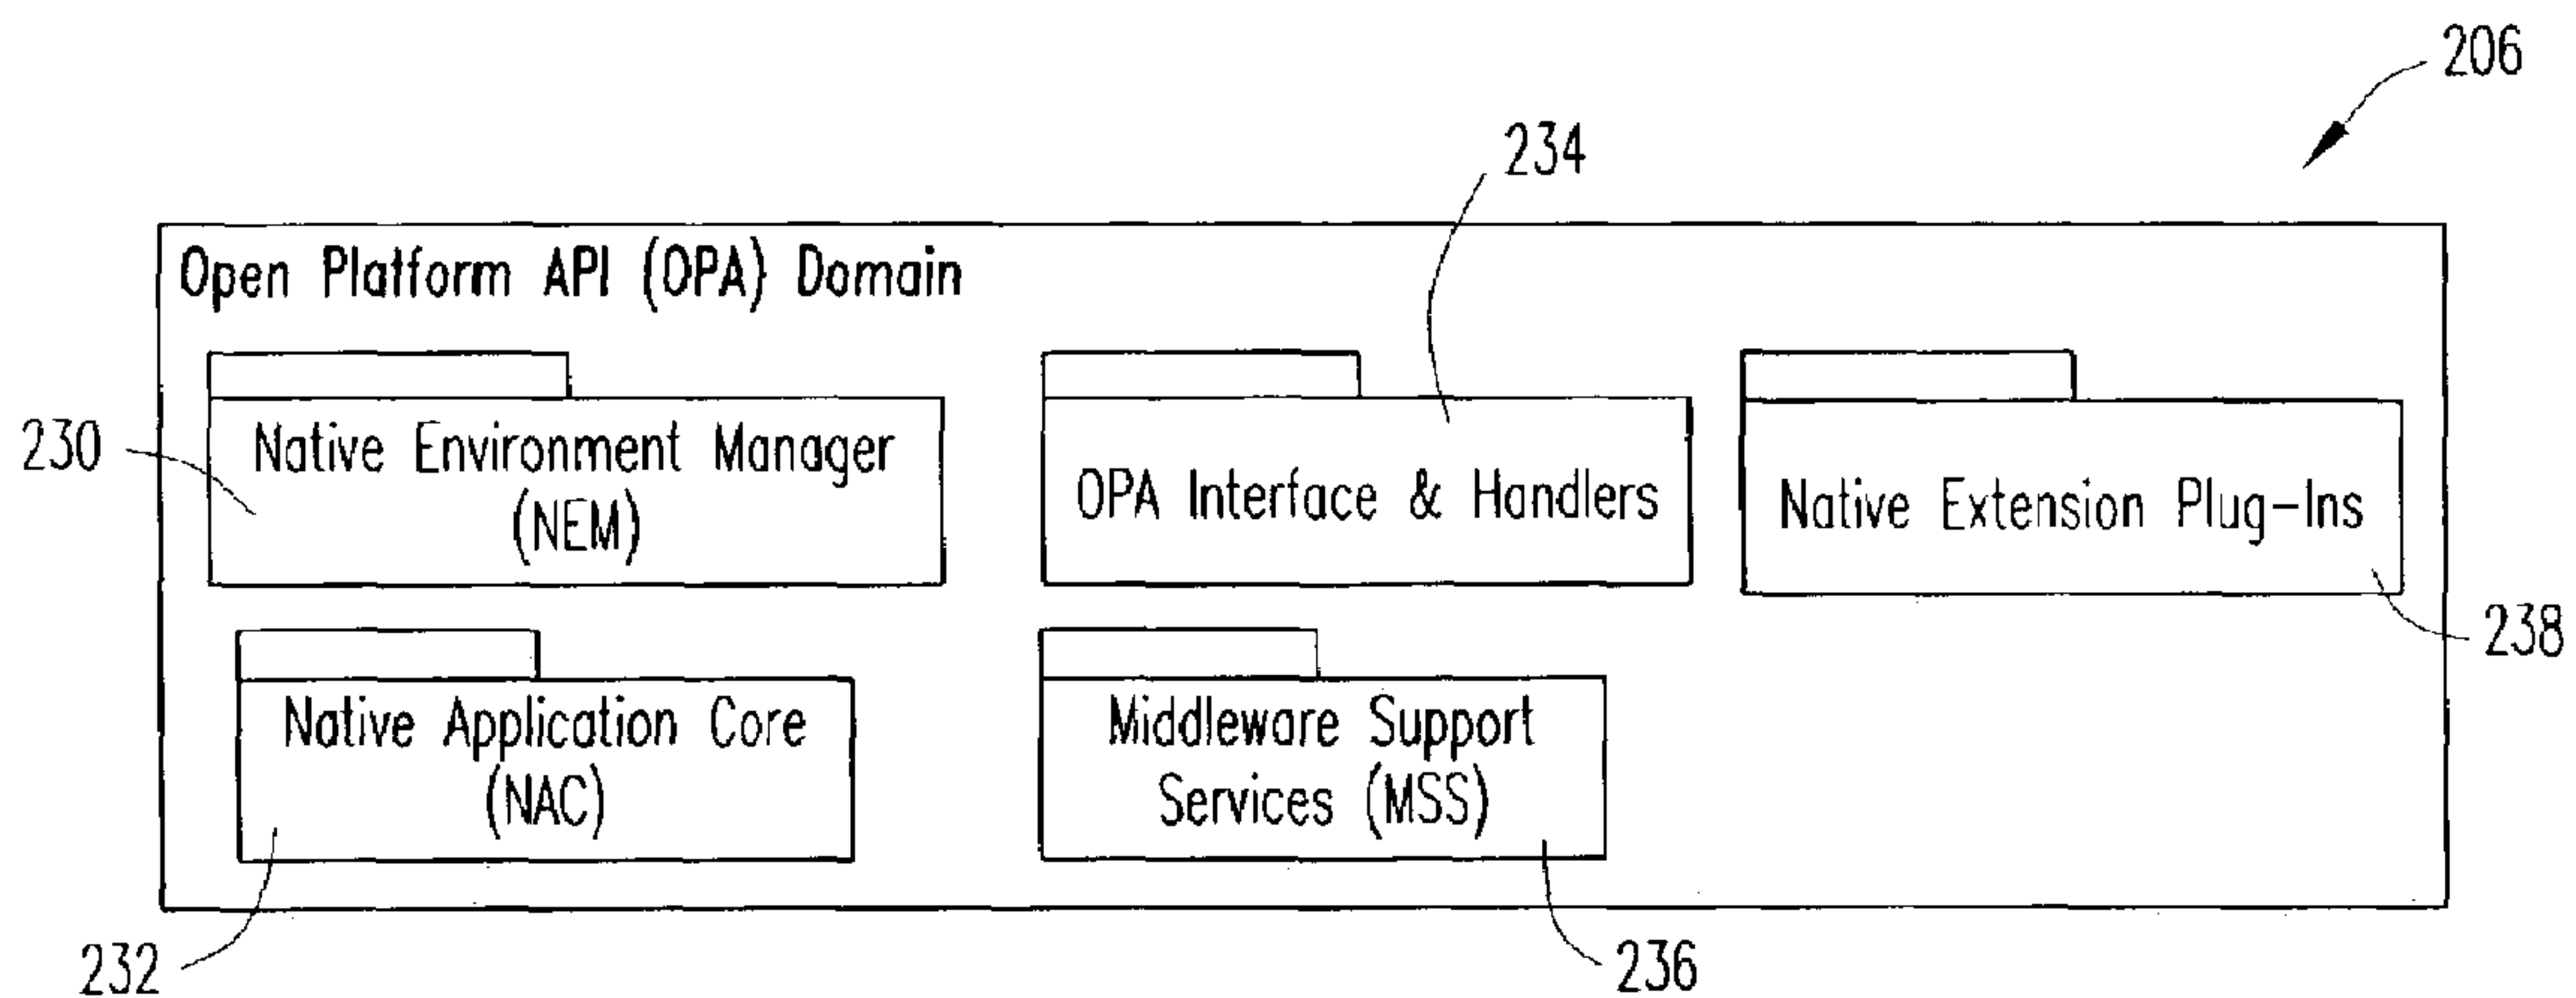 206
234
Open Platform API (OPA) Domain
230
Native Environment Manager
(NEM)
OPA Interface & Handlers
Native Extension Plug-Ins
238
Native Application Core
(NAC)
Middleware Support
Services (MSS)
232
236